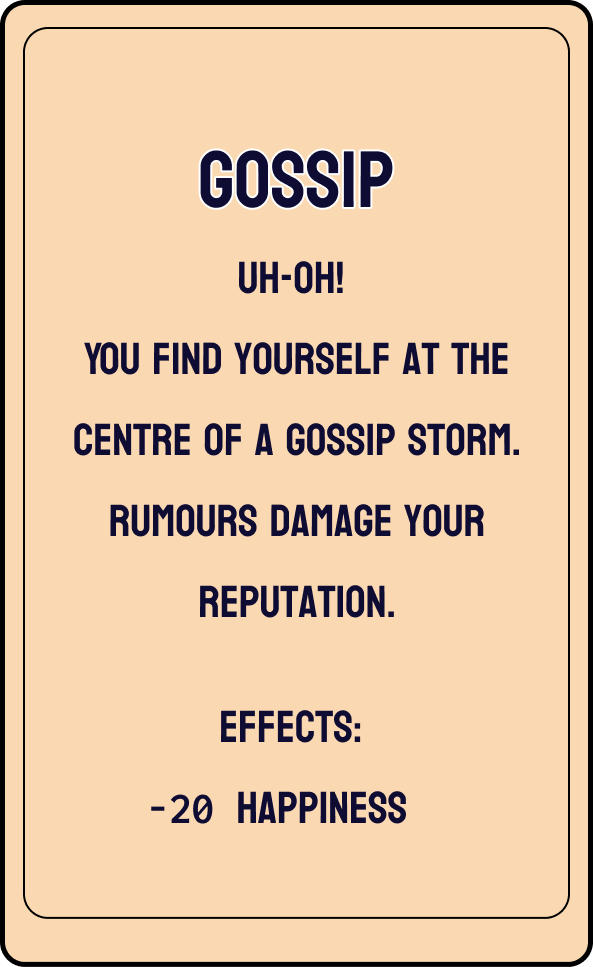 GOSSIP
UH-OH!
YOU FIND YOURSELF AT THE
CENTRE OF A GOSSIP STORM.
RUMOURS DAMAGE YOUR
REPUTATION.
EFFECTS:
-20 HAPPINESS